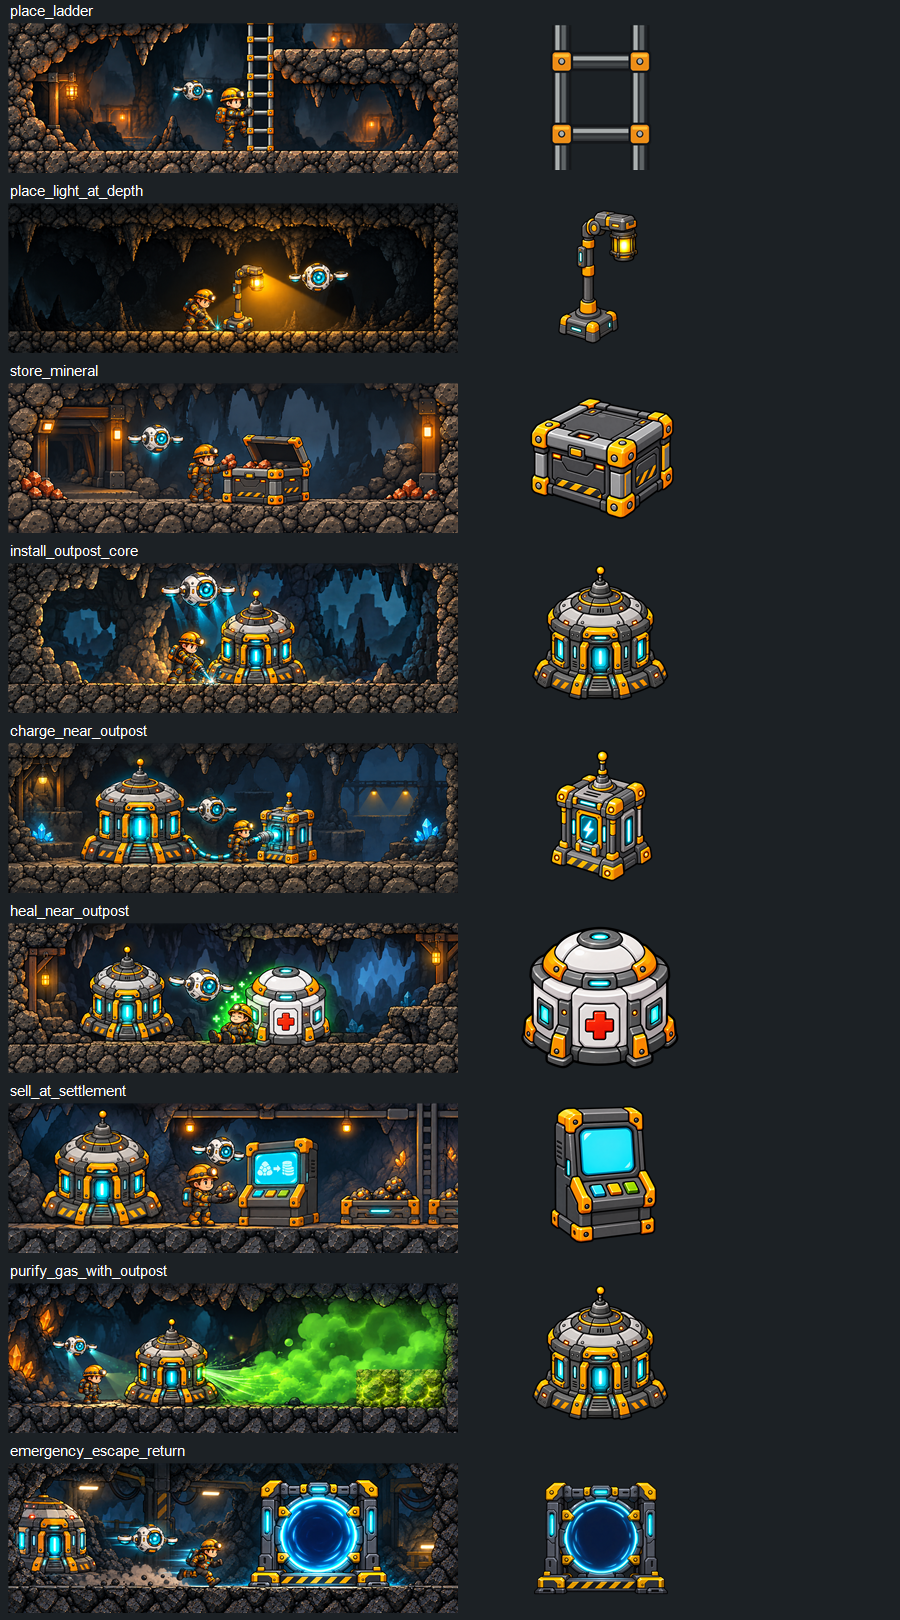 place_ladder
place_light_at_depth
store_mineral
install_outpost_core
charge_near_outpost
heal_near_outpost
sell_at_settlement
purify_gas_with_outpost
emergency_escape_return